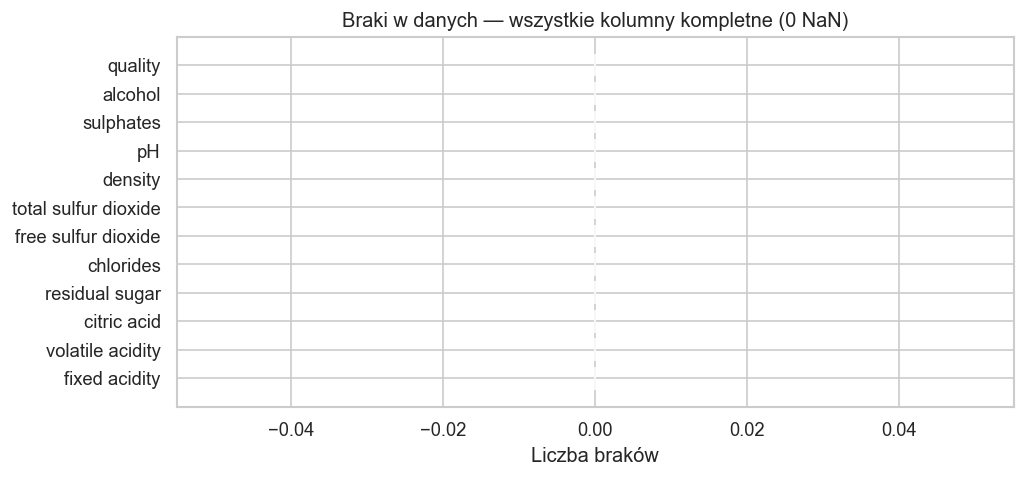 Braki w danych — wszystkie kolumny kompletne (0 NaN)
quality
alcohol
sulphates
pH
density
total sulfur dioxide
free sulfur dioxide
chlorides
residual sugar
citric acid
volatile acidity
fixed acidity
−0.04 −0.02 0.00 0.02 0.04
Liczba braków